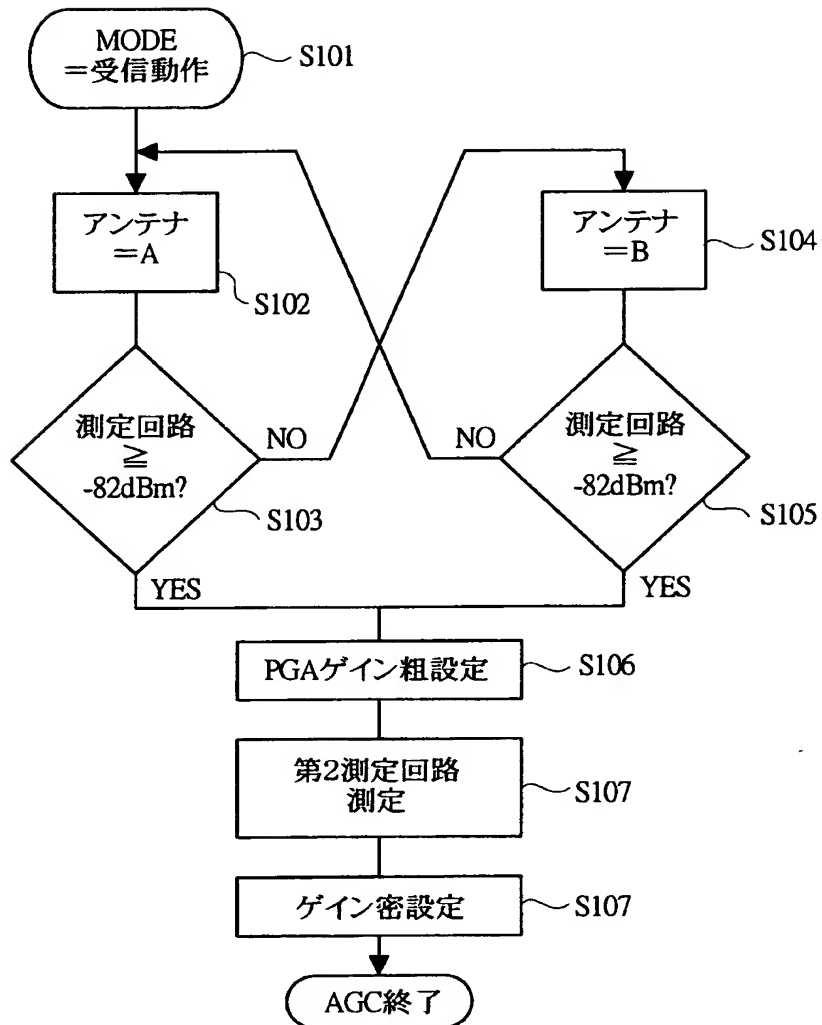 MODE
=受信動作
S101
アンテナ
=A
S102
アンテナ
=B
S104
測定回路
≧
-82dBm?
NO
S103
YES
NO
測定回路
≧
-82dBm?
S105
YES
PGAゲイン粗設定
S106
第2測定回路
測定
S107
ゲイン密設定
S107
AGC終了